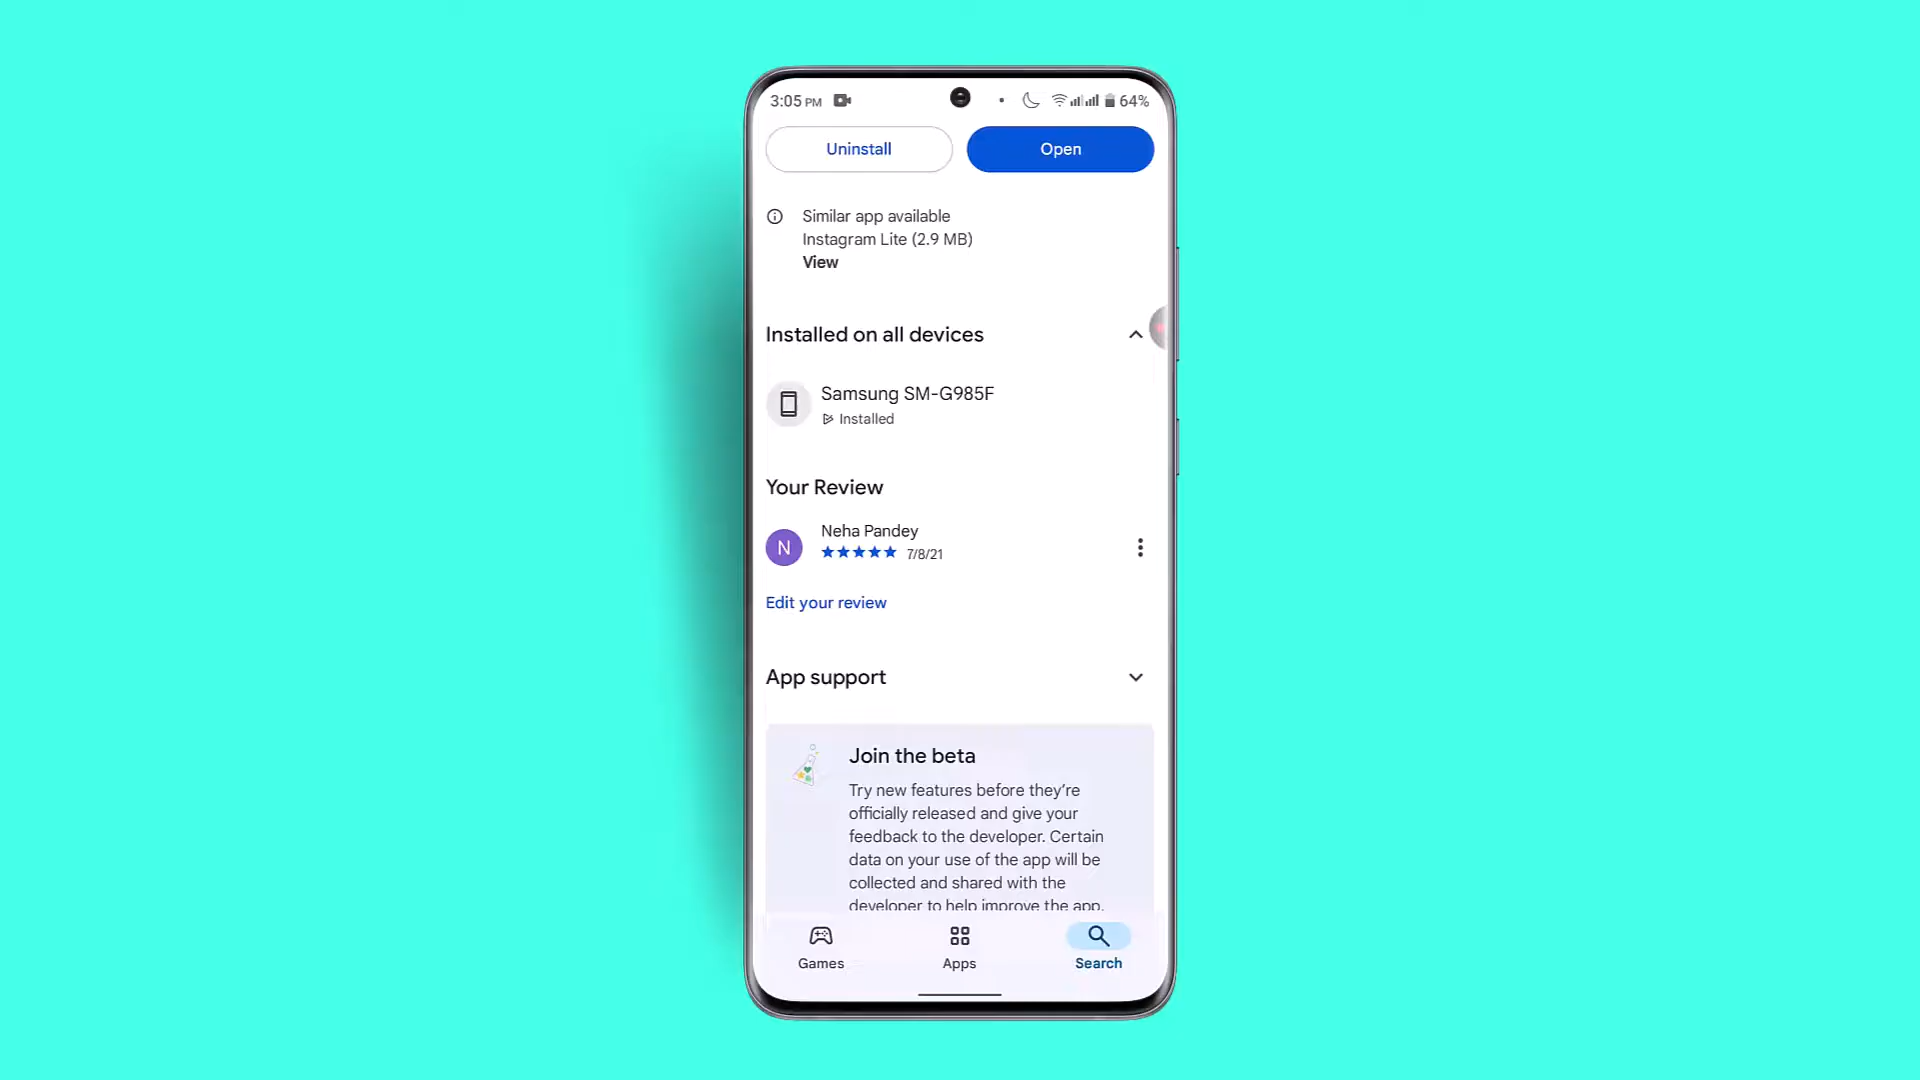 3:05 PM 64%
Uninstall Open
Similar app available
Instagram Lite (2.9 MB)
View
Installed on all devices
Samsung SM-G985F
Installed
Your Review
N Neha Pandey
7/8/21
Edit your review
App support
Join the beta
Try new features before they're
officially released and give your
feedback to the developer. Certain
data on your use of the app will be
collected and shared with the
developer to help improve the app.
Games Apps Search